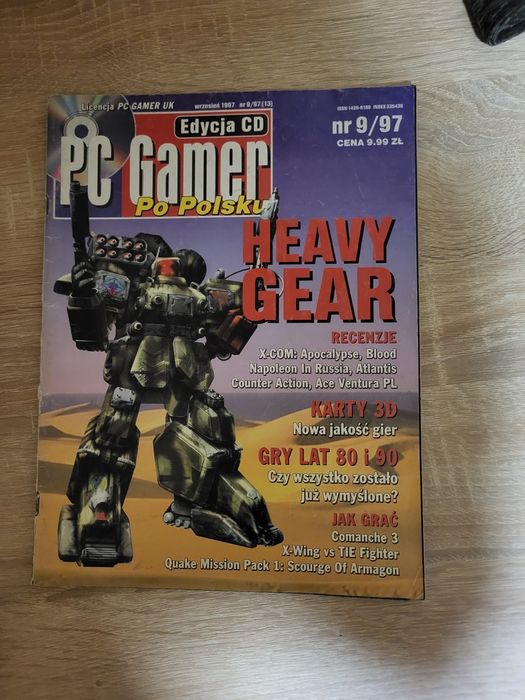 Licencja PC GAMER UK
wrzesień 1997 nr 9/97 (13)
ISSN 1426-6180 INDEX 335436
Edycja CD
nr 9/97
CENA 9.99 ZŁ
PC Gamer
Po Polsku
HEAVY
GEAR
RECENZJE
X-COM: Apocalypse, Blood
Napoleon In Russia, Atlantis
Counter Action, Ace Ventura PL
KARTY 3D
Nowa jakość gier
GRY LAT 80 i 90
Czy wszystko zostało
już wymyślone?
JAK GRAĆ
Comanche 3
X-Wing vs TIE Fighter
Quake Mission Pack 1: Scourge Of Armagon